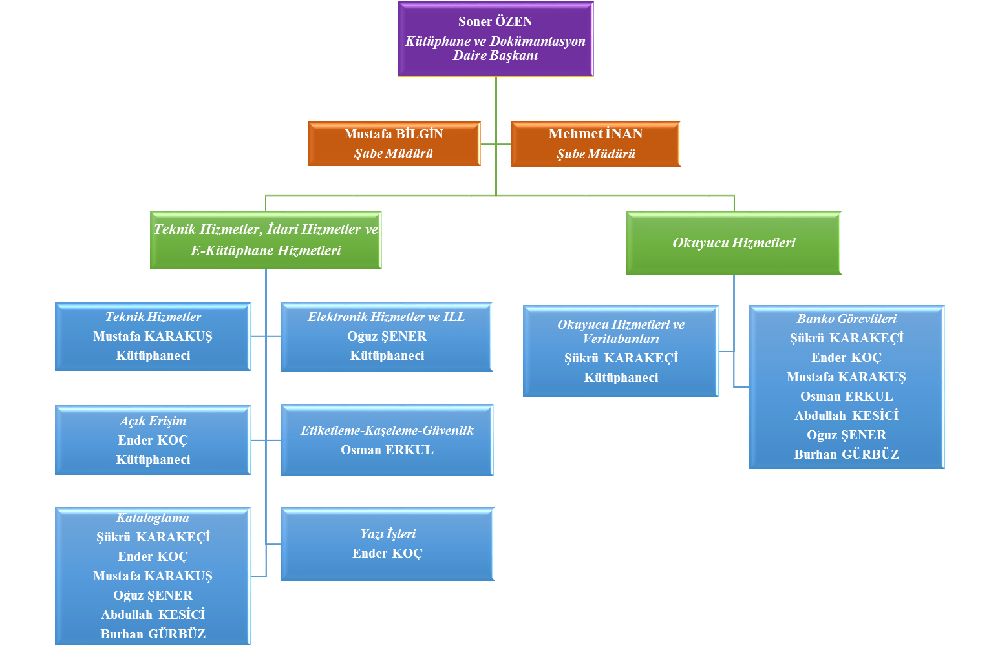 Soner ÖZEN
Kütüphane ve Dokümantasyon
Daire Başkanı
Mustafa BİLGİN
Şube Müdürü
Mehmet İNAN
Şube Müdürü
Teknik Hizmetler, İdari Hizmetler ve
E-Kütüphane Hizmetleri
Okuyucu Hizmetleri
Teknik Hizmetler
Mustafa KARAKUŞ
Kütüphaneci
Elektronik Hizmetler ve ILL
Oğuz ŞENER
Kütüphaneci
Okuyucu Hizmetleri ve
Veritabanları
Şükrü KARAKEÇİ
Kütüphaneci
Banko Görevlileri
Şükrü KARAKEÇİ
Ender KOÇ
Mustafa KARAKUŞ
Osman ERKUL
Abdullah KESİCİ
Oğuz ŞENER
Burhan GÜRBÜZ
Açık Erişim
Ender KOÇ
Kütüphaneci
Etiketleme-Kaşeleme-Güvenlik
Osman ERKUL
Kataloglama
Şükrü KARAKEÇİ
Ender KOÇ
Mustafa KARAKUŞ
Oğuz ŞENER
Abdullah KESİCİ
Burhan GÜRBÜZ
Yazı İşleri
Ender KOÇ